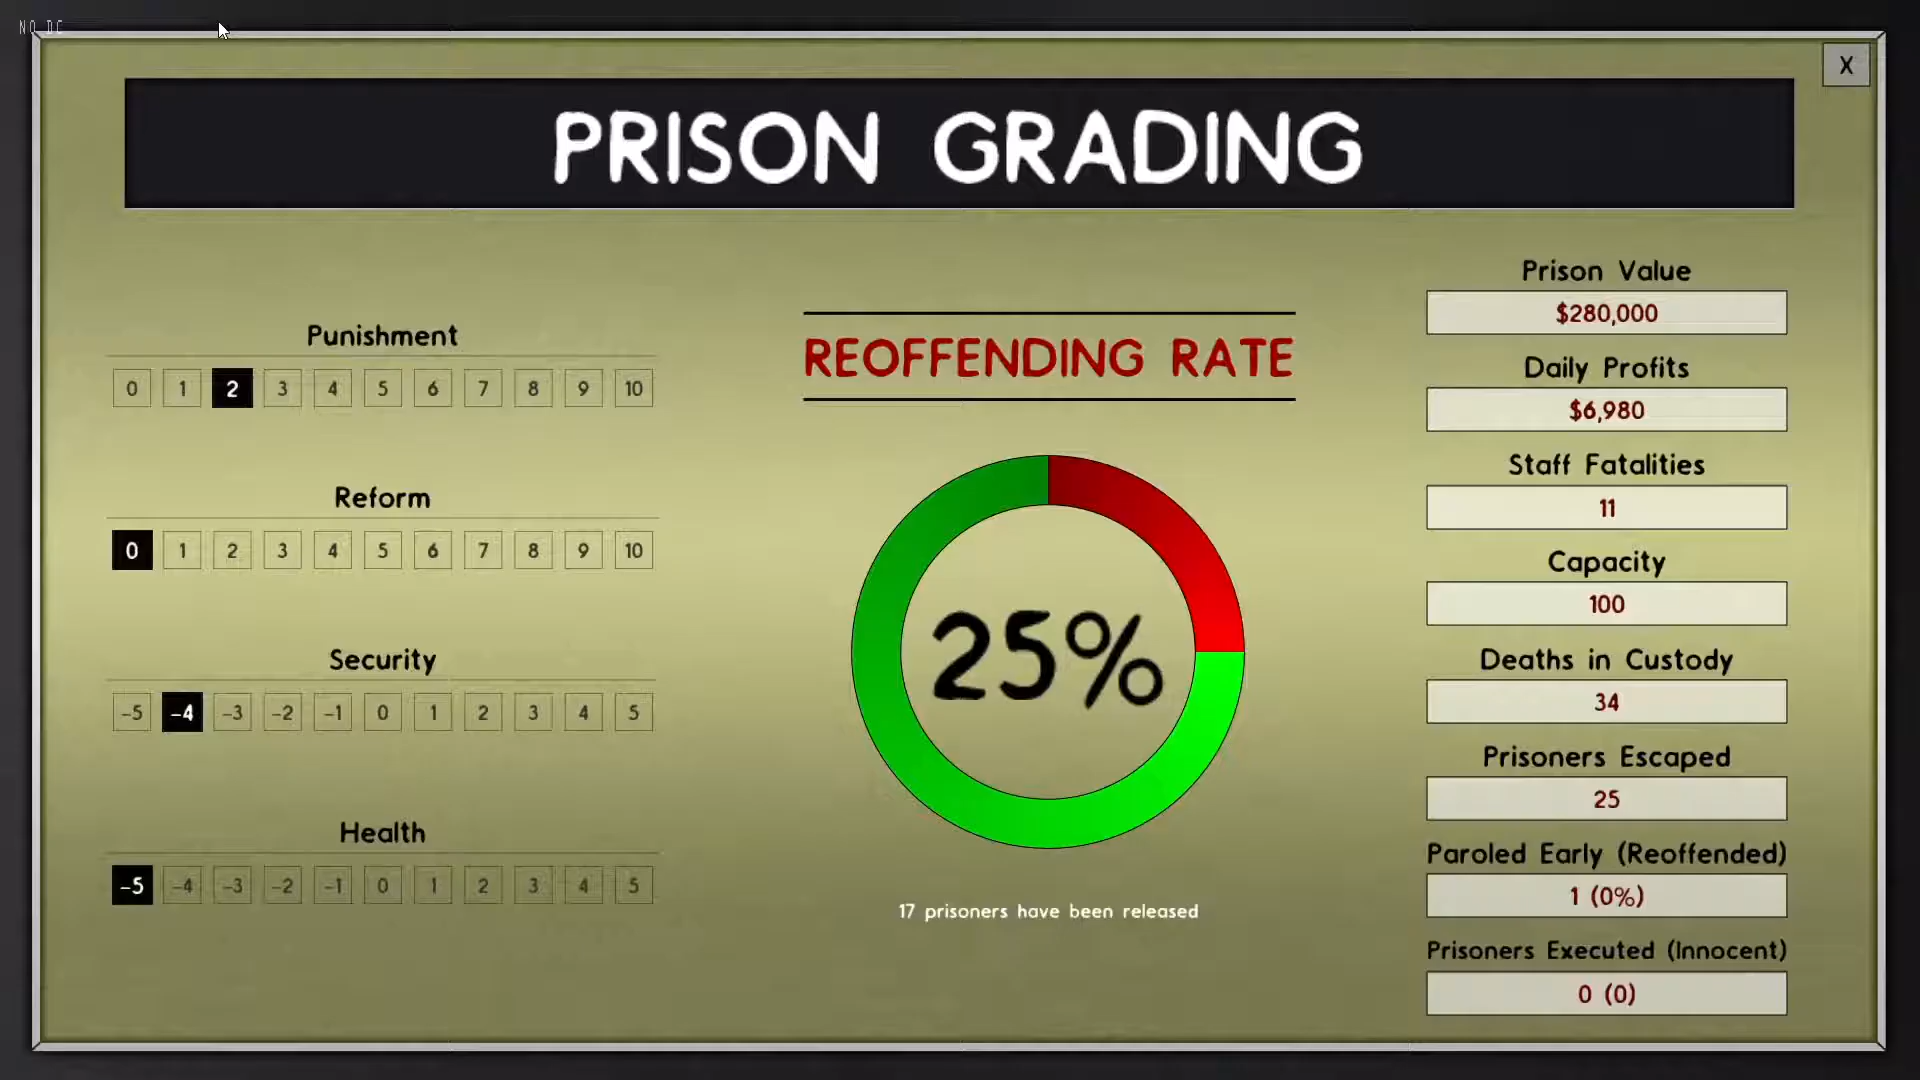 NO DC
X
PRISON GRADING
Punishment
0 1 2 3 4 5 6 7 8 9 10
Reform
0 1 2 3 4 5 6 7 8 9 10
Security
-5 -4 -3 -2 -1 0 1 2 3 4 5
Health
-5 -4 -3 -2 -1 0 1 2 3 4 5
REOFFENDING RATE
25%
17 prisoners have been released
Prison Value
$280,000
Daily Profits
$6,980
Staff Fatalities
11
Capacity
100
Deaths in Custody
34
Prisoners Escaped
25
Paroled Early (Reoffended)
1 (0%)
Prisoners Executed (Innocent)
0 (0)